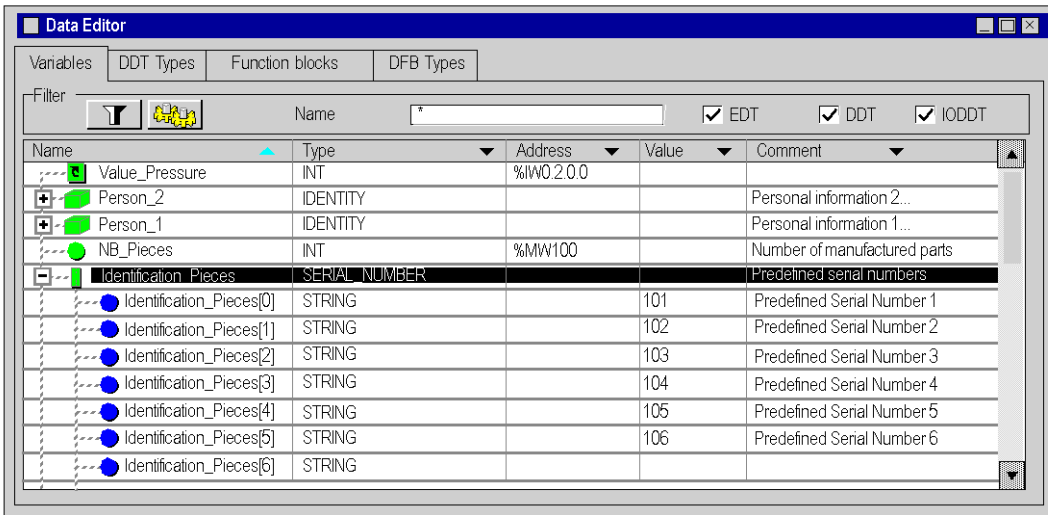 Data Editor
Variables DDT Types Function blocks DFB Types
Filter
Name * EDT DDT IODDT
Name Type Address Value Comment
Value_Pressure INT %IW0.2.0.0
Person_2 IDENTITY Personal information 2...
Person_1 IDENTITY Personal information 1...
NB_Pieces INT %MW100 Number of manufactured parts
Identification_Pieces SERIAL_NUMBER Predefined serial numbers
Identification_Pieces[0] STRING 101 Predefined Serial Number 1
Identification_Pieces[1] STRING 102 Predefined Serial Number 2
Identification_Pieces[2] STRING 103 Predefined Serial Number 3
Identification_Pieces[3] STRING 104 Predefined Serial Number 4
Identification_Pieces[4] STRING 105 Predefined Serial Number 5
Identification_Pieces[5] STRING 106 Predefined Serial Number 6
Identification_Pieces[6] STRING